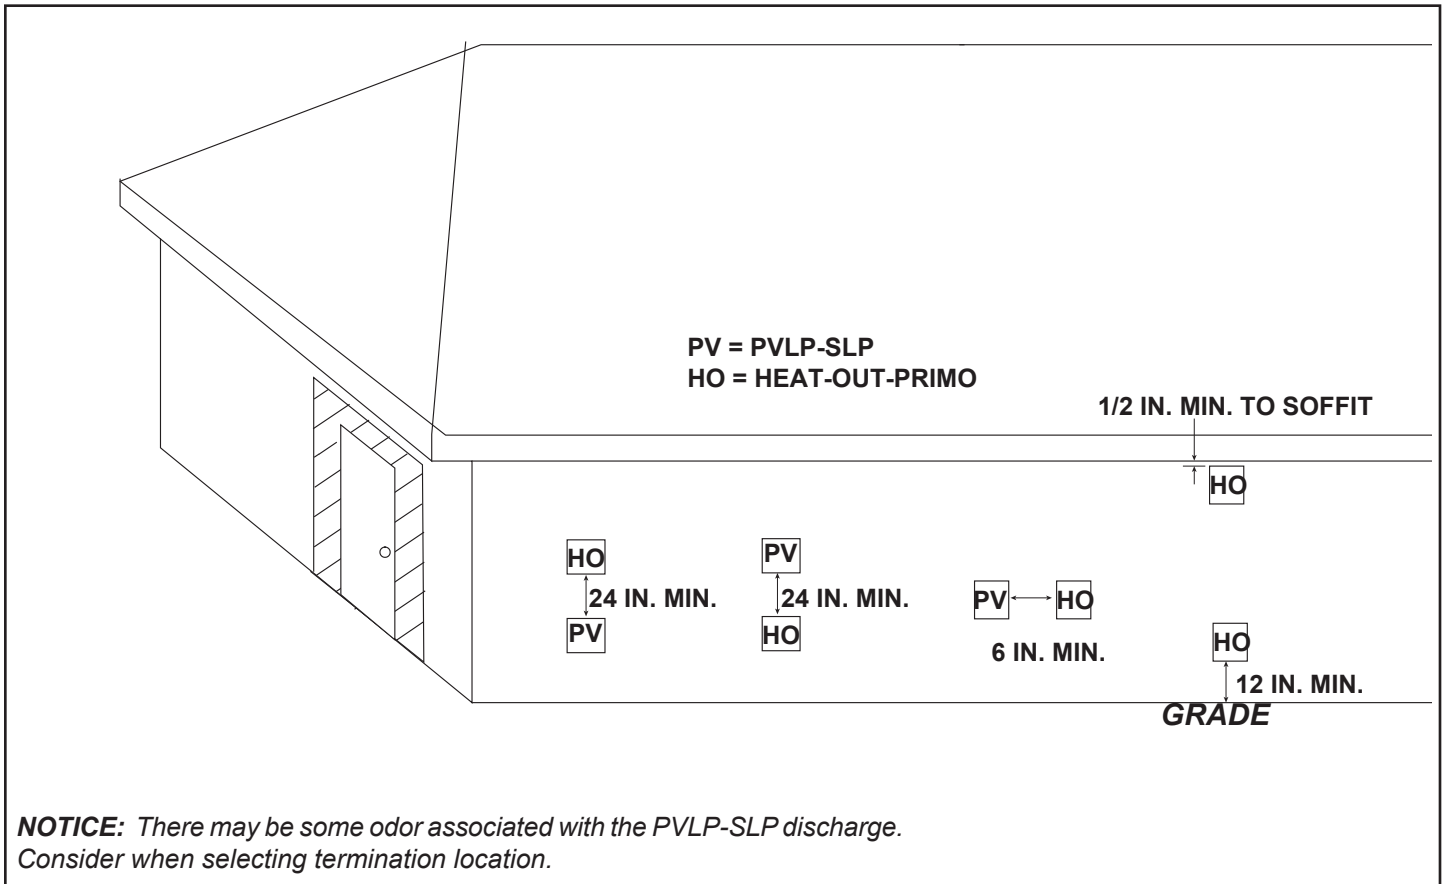 PV = PVLP-SLP
HO = HEAT-OUT-PRIMO
1/2 IN. MIN. TO SOFFIT
HO
HO
24 IN. MIN.
PV
PV
24 IN. MIN.
HO
PV
HO
6 IN. MIN.
HO
12 IN. MIN.
GRADE
NOTICE: There may be some odor associated with the PVLP-SLP discharge.
Consider when selecting termination location.